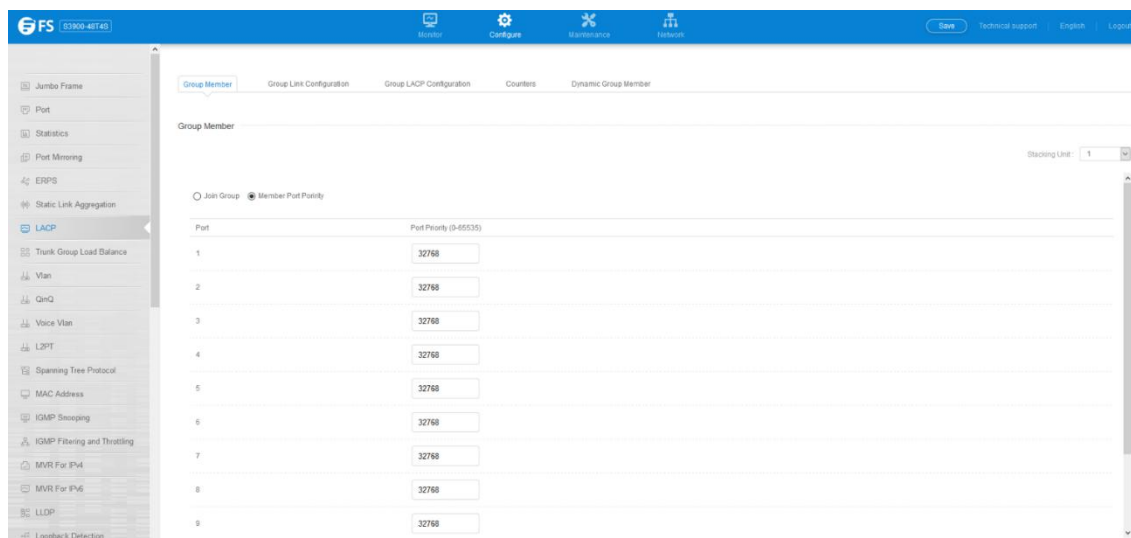 FS S3900-48T4S
Monitor
Configure
Maintenance
Network
Save
Technical support
English
Logout
Jumbo Frame
Port
Statistics
Port Mirroring
ERPS
Static Link Aggregation
LACP
Trunk Group Load Balance
Vlan
QinQ
Voice Vlan
L2PT
Spanning Tree Protocol
MAC Address
IGMP Snooping
IGMP Filtering and Throttling
MVR For IPv4
MVR For IPv6
LLDP
Loopback Detection
Group Member
Group Link Configuration
Group LACP Configuration
Counters
Dynamic Group Member
Group Member
Stacking Unit: 1
Join Group
Member Port Poririty
Port Port Priority (0-65535)
1 32768
2 32768
3 32768
4 32768
5 32768
6 32768
7 32768
8 32768
9 32768